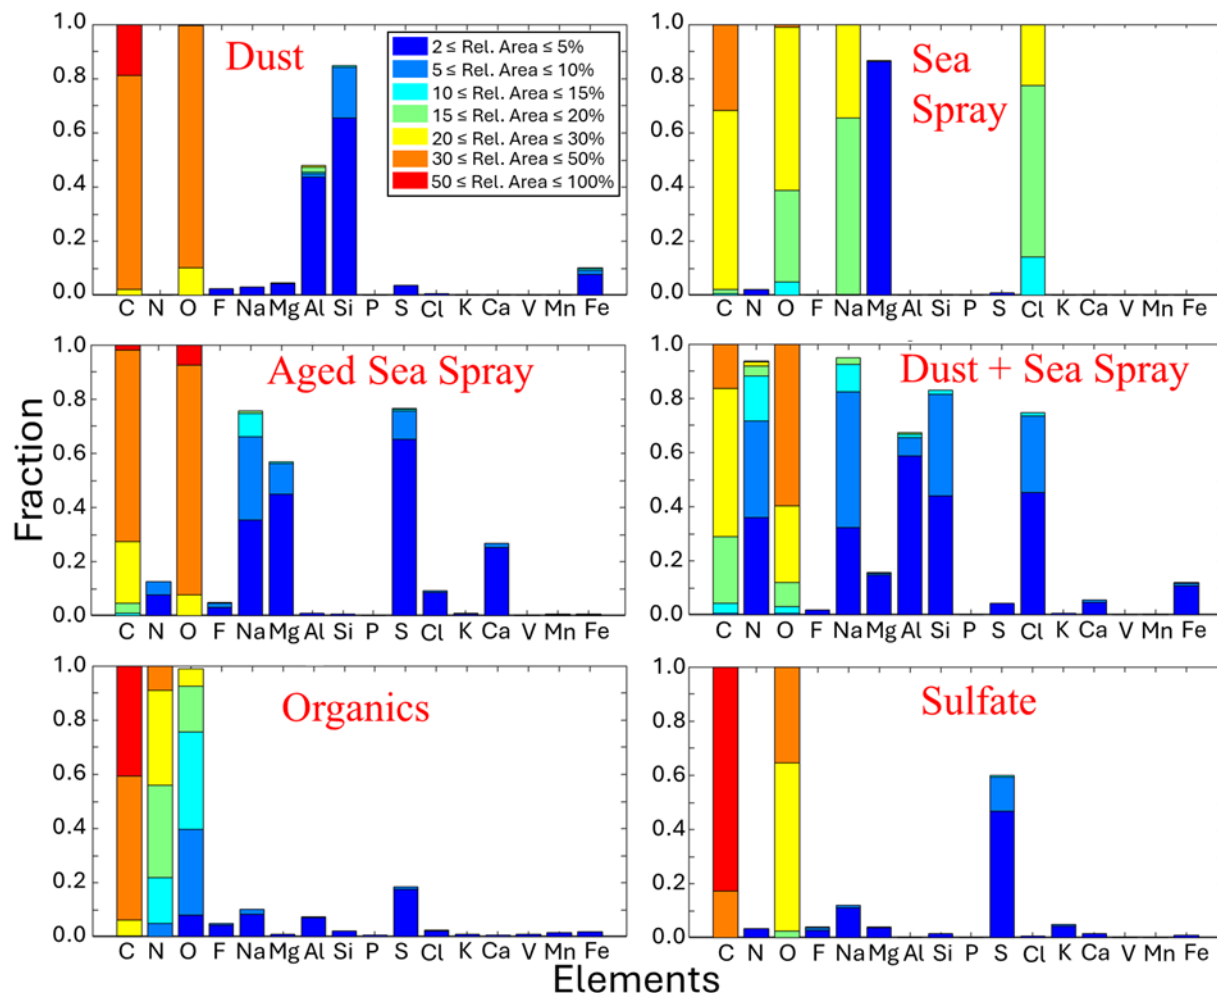 Fraction
1.0
0.8
0.6
0.4
0.2
0.0
Dust
2 ≤ Rel. Area ≤ 5%
5 ≤ Rel. Area ≤ 10%
10 ≤ Rel. Area ≤ 15%
15 ≤ Rel. Area ≤ 20%
20 ≤ Rel. Area ≤ 30%
30 ≤ Rel. Area ≤ 50%
50 ≤ Rel. Area ≤ 100%
C N O F Na Mg Al Si P S Cl K Ca V Mn Fe
1.0
0.8
0.6
0.4
0.2
0.0
Sea
Spray
C N O F Na Mg Al Si P S Cl K Ca V Mn Fe
1.0
0.8
0.6
0.4
0.2
0.0
Aged Sea Spray
C N O F Na Mg Al Si P S Cl K Ca V Mn Fe
1.0
0.8
0.6
0.4
0.2
0.0
Dust + Sea Spray
C N O F Na Mg Al Si P S Cl K Ca V Mn Fe
1.0
0.8
0.6
0.4
0.2
0.0
Organics
C N O F Na Mg Al Si P S Cl K Ca V Mn Fe
1.0
0.8
0.6
0.4
0.2
0.0
Sulfate
C N O F Na Mg Al Si P S Cl K Ca V Mn Fe
Elements